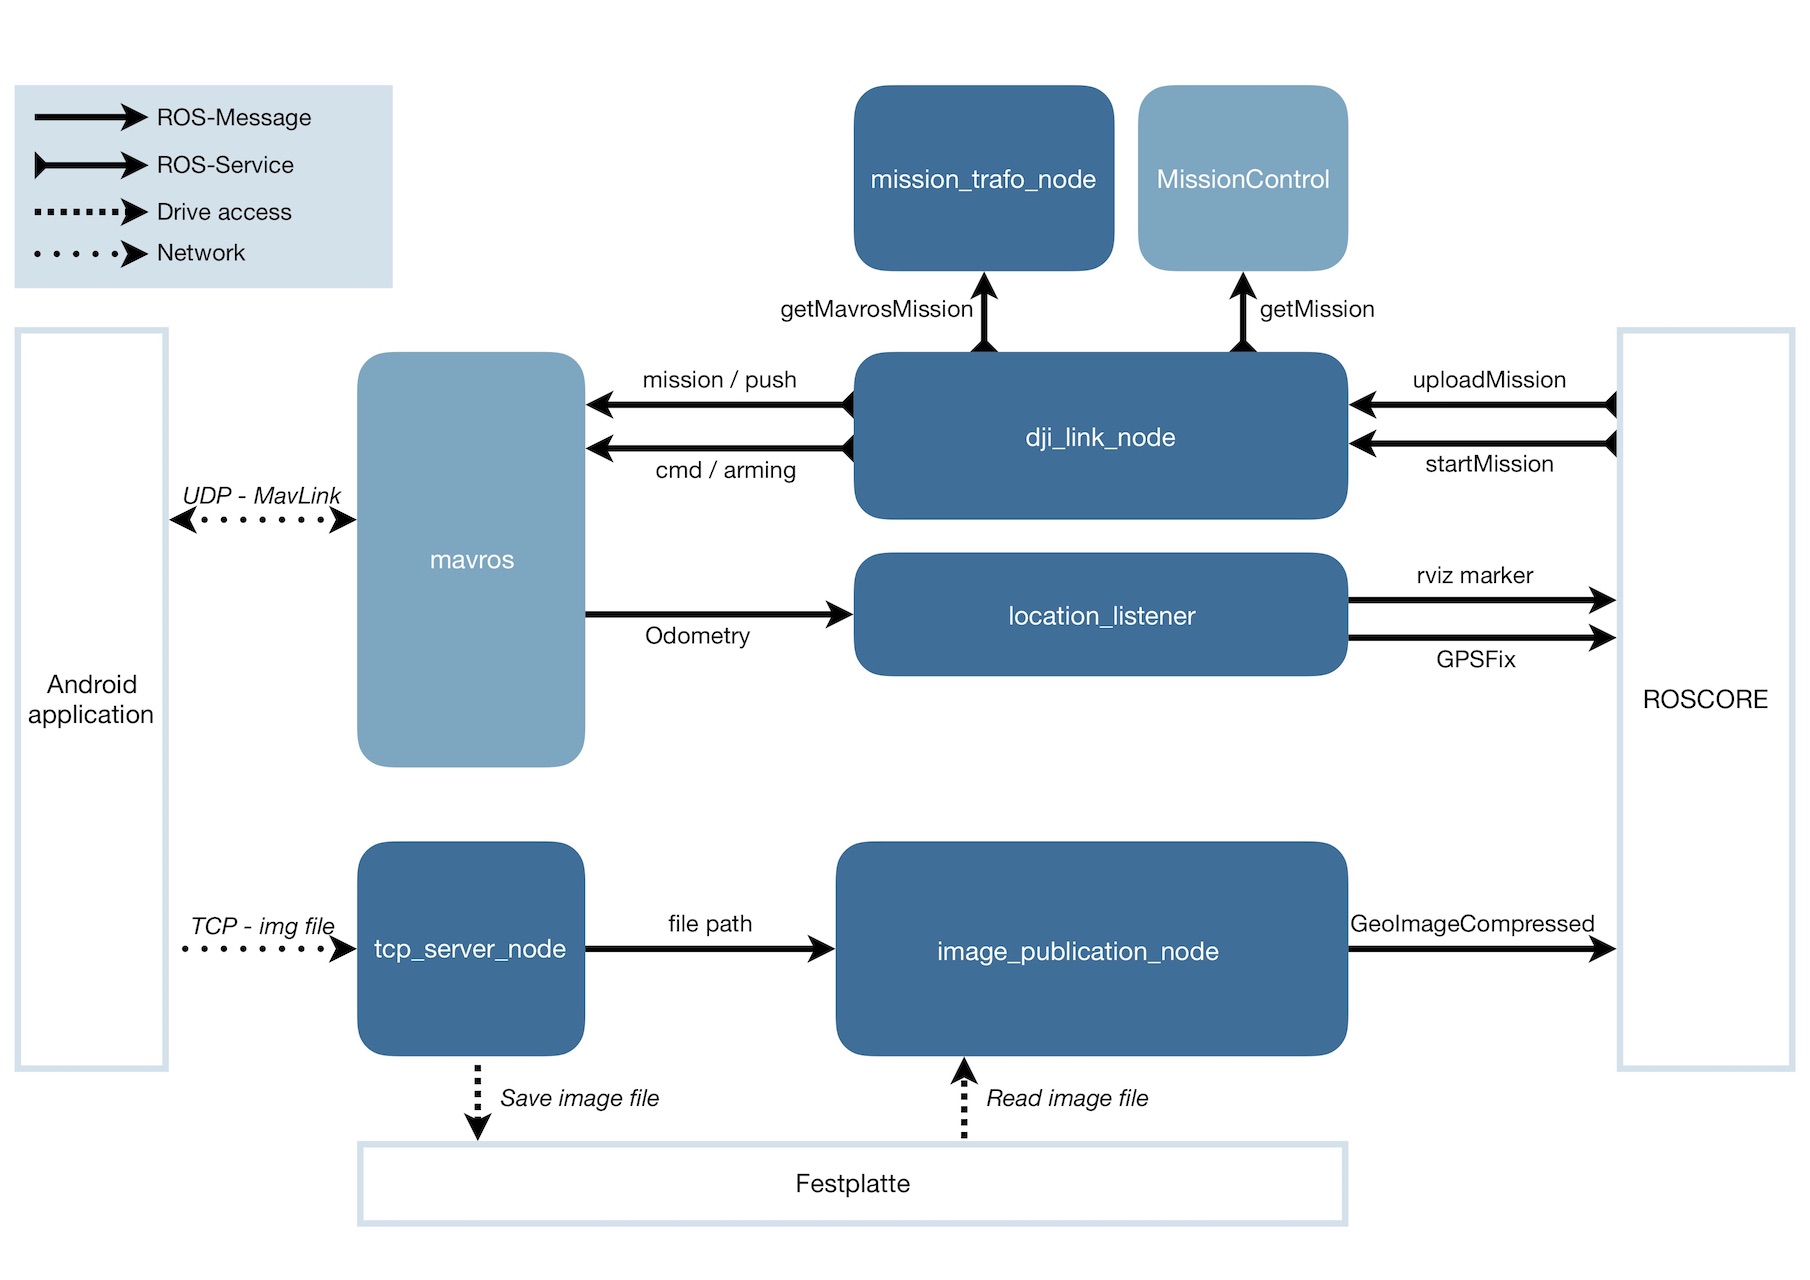 ROS-Message
ROS-Service
Drive access
Network
mission_trafo_node
MissionControl
getMavrosMission
getMission
mission / push
cmd / arming
dji_link_node
uploadMission
startMission
UDP - MavLink
mavros
Odometry
location_listener
rviz marker
GPSFix
Android
application
ROSCORE
TCP - img file
tcp_server_node
file path
image_publication_node
GeoImageCompressed
Save image file
Read image file
Festplatte